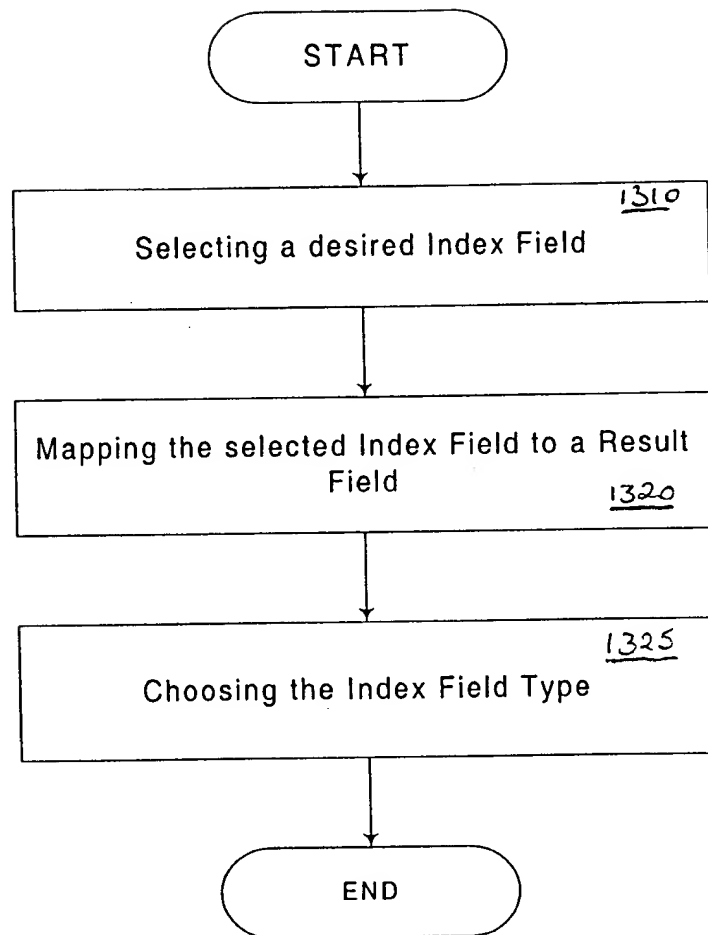 START
1310
Selecting a desired Index Field
Mapping the selected Index Field to a Result
Field
1320
1325
Choosing the Index Field Type
END